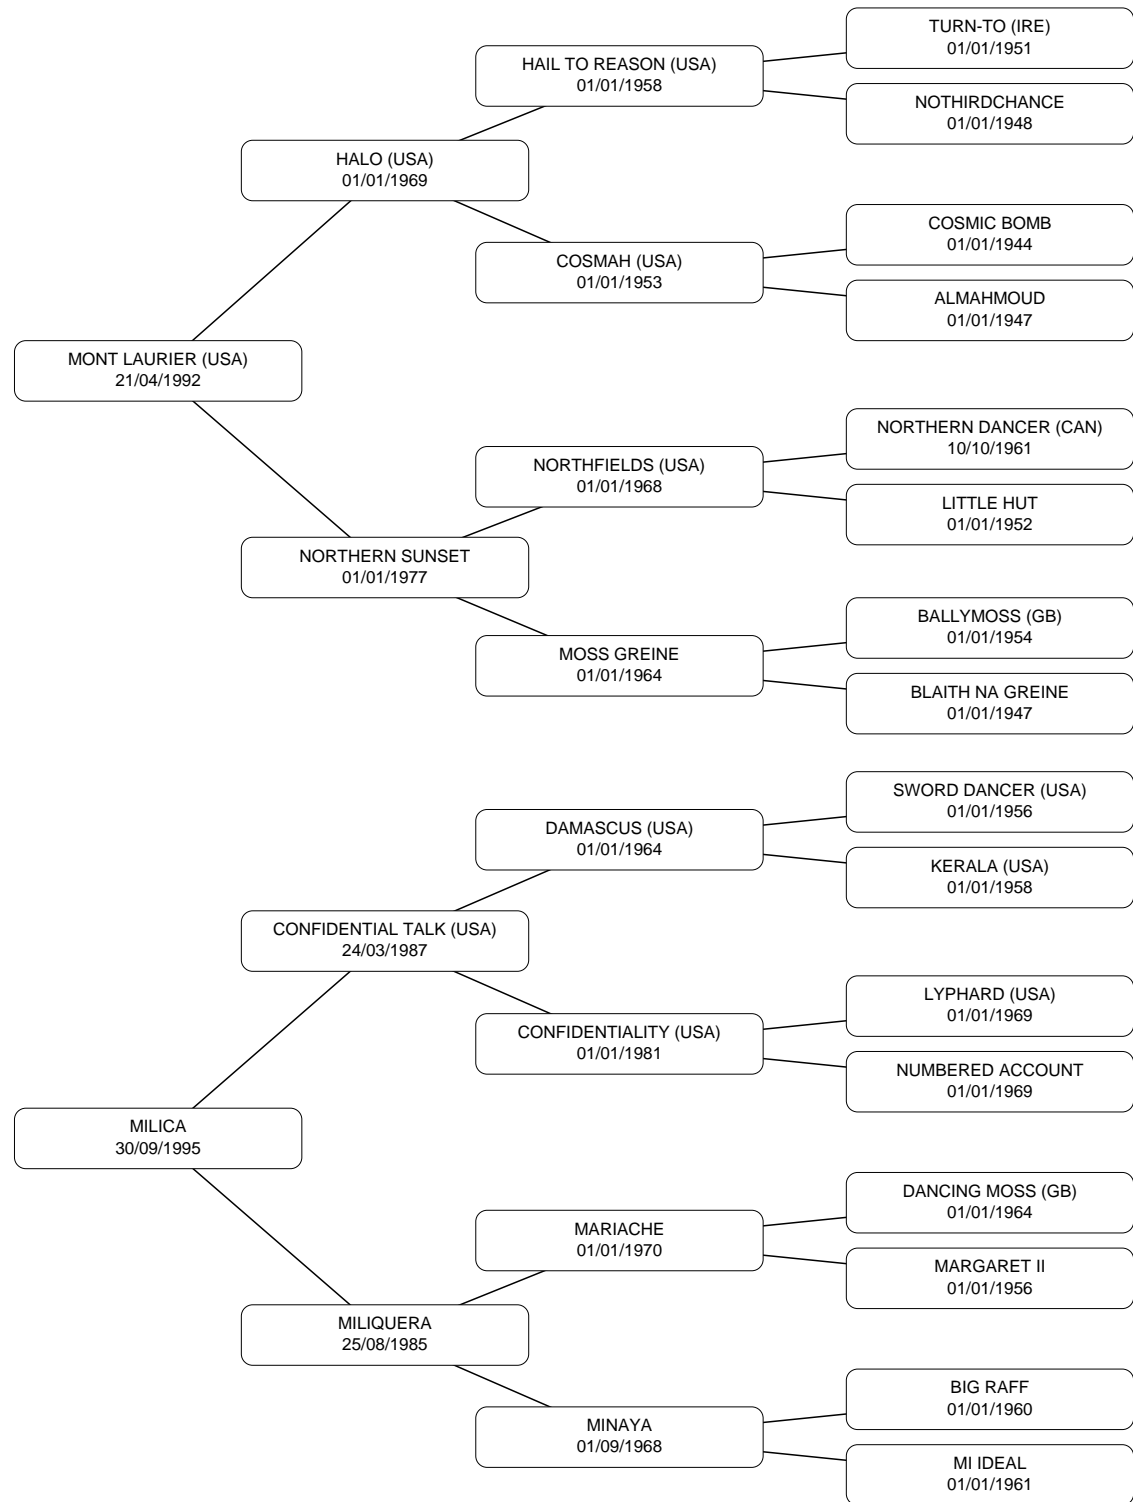 TURN-TO (IRE)
01/01/1951
HAIL TO REASON (USA)
01/01/1958
NOTHIRDCHANCE
01/01/1948
HALO (USA)
01/01/1969
COSMIC BOMB
01/01/1944
COSMAH (USA)
01/01/1953
ALMAHMOUD
01/01/1947
MONT LAURIER (USA)
21/04/1992
NORTHERN DANCER (CAN)
10/10/1961
NORTHFIELDS (USA)
01/01/1968
LITTLE HUT
01/01/1952
NORTHERN SUNSET
01/01/1977
BALLYMOSS (GB)
01/01/1954
MOSS GREINE
01/01/1964
BLAITH NA GREINE
01/01/1947
SWORD DANCER (USA)
01/01/1956
DAMASCUS (USA)
01/01/1964
KERALA (USA)
01/01/1958
CONFIDENTIAL TALK (USA)
24/03/1987
LYPHARD (USA)
01/01/1969
CONFIDENTIALITY (USA)
01/01/1981
NUMBERED ACCOUNT
01/01/1969
MILICA
30/09/1995
DANCING MOSS (GB)
01/01/1964
MARIACHE
01/01/1970
MARGARET II
01/01/1956
MILIQUERA
25/08/1985
BIG RAFF
01/01/1960
MINAYA
01/09/1968
MI IDEAL
01/01/1961